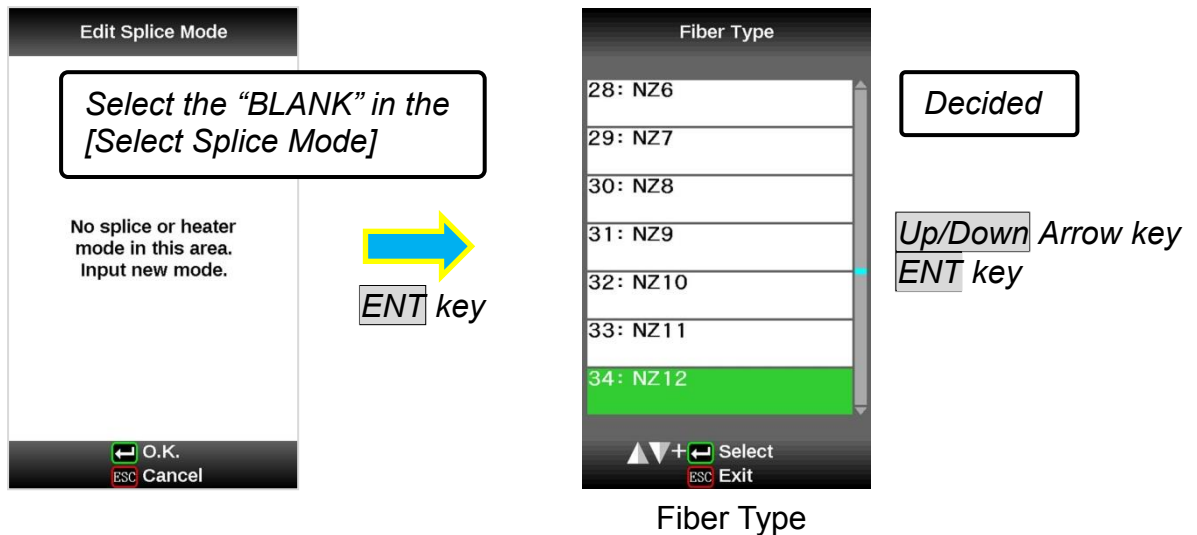 Edit Splice Mode
Select the “BLANK” in the
[Select Splice Mode]
No splice or heater
mode in this area.
Input new mode.
O.K.
ESC Cancel
ENT key
Fiber Type
28: NZ6
29: NZ7
30: NZ8
31: NZ9
32: NZ10
33: NZ11
34: NZ12
+ Select
ESC Exit
Fiber Type
Decided
Up/Down Arrow key
ENT key